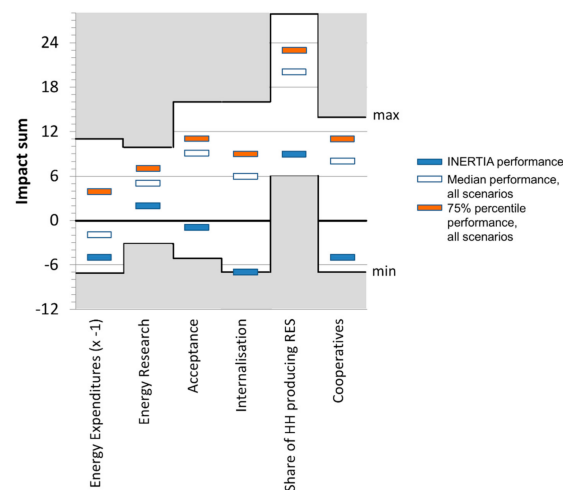 Impact sum
24
18
12
6
0
-6
-12
max
min
INERTIA performance
Median performance,
all scenarios
75% percentile
performance,
all scenarios
Energy Expenditures (x -1)
Energy Research
Acceptance
Internalisation
Share of HH producing RES
Cooperatives